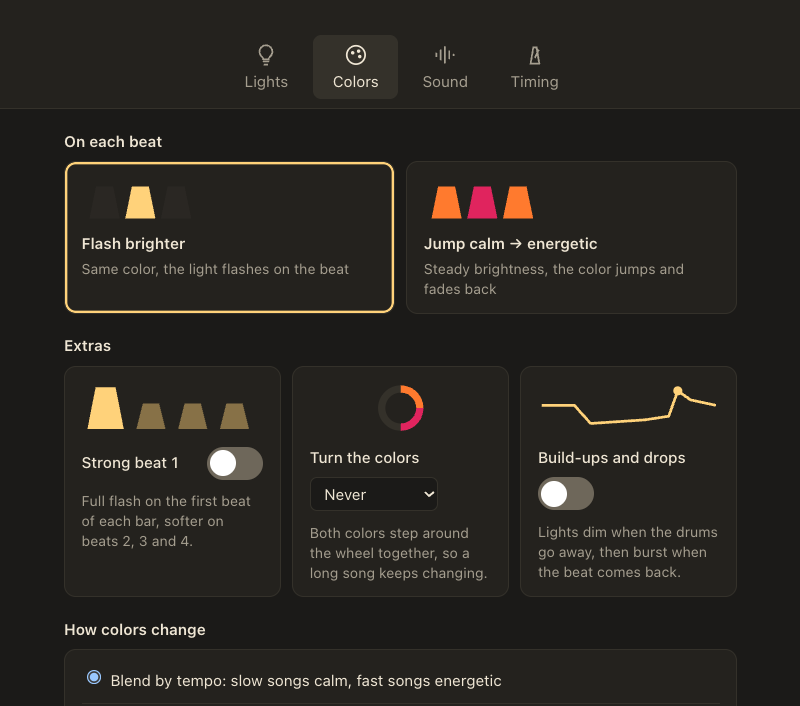 Lights
Colors
Sound
Timing
On each beat
Flash brighter
Same color, the light flashes on the beat
Jump calm → energetic
Steady brightness, the color jumps and
fades back
Extras
Strong beat 1
Full flash on the first beat
of each bar, softer on
beats 2, 3 and 4.
Turn the colors
Never
Both colors step around
the wheel together, so a
long song keeps changing.
Build-ups and drops
Lights dim when the drums
go away, then burst when
the beat comes back.
How colors change
Blend by tempo: slow songs calm, fast songs energetic